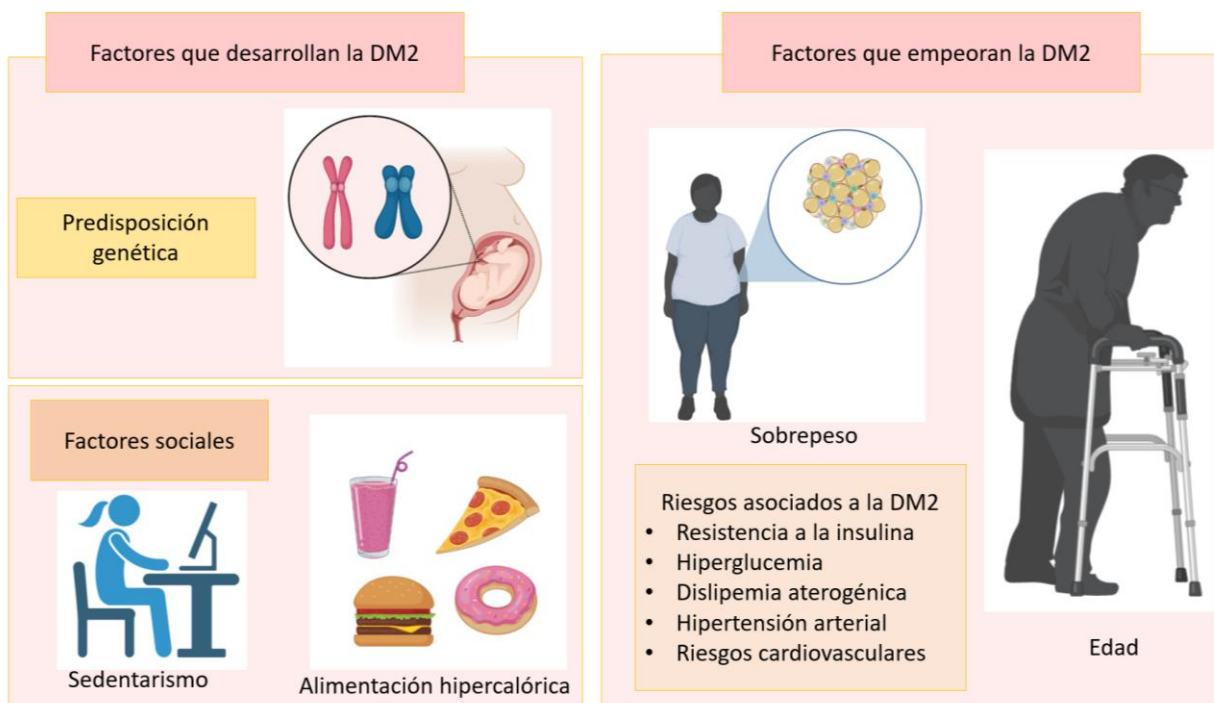 Factores que desarrollan la DM2
Predisposición
genética
Factores sociales
Sedentarismo
Alimentación hipercalórica
Factores que empeoran la DM2
Sobrepeso
Riesgos asociados a la DM2
• Resistencia a la insulina
• Hiperglucemia
• Dislipemia aterogénica
• Hipertensión arterial
• Riesgos cardiovasculares
Edad